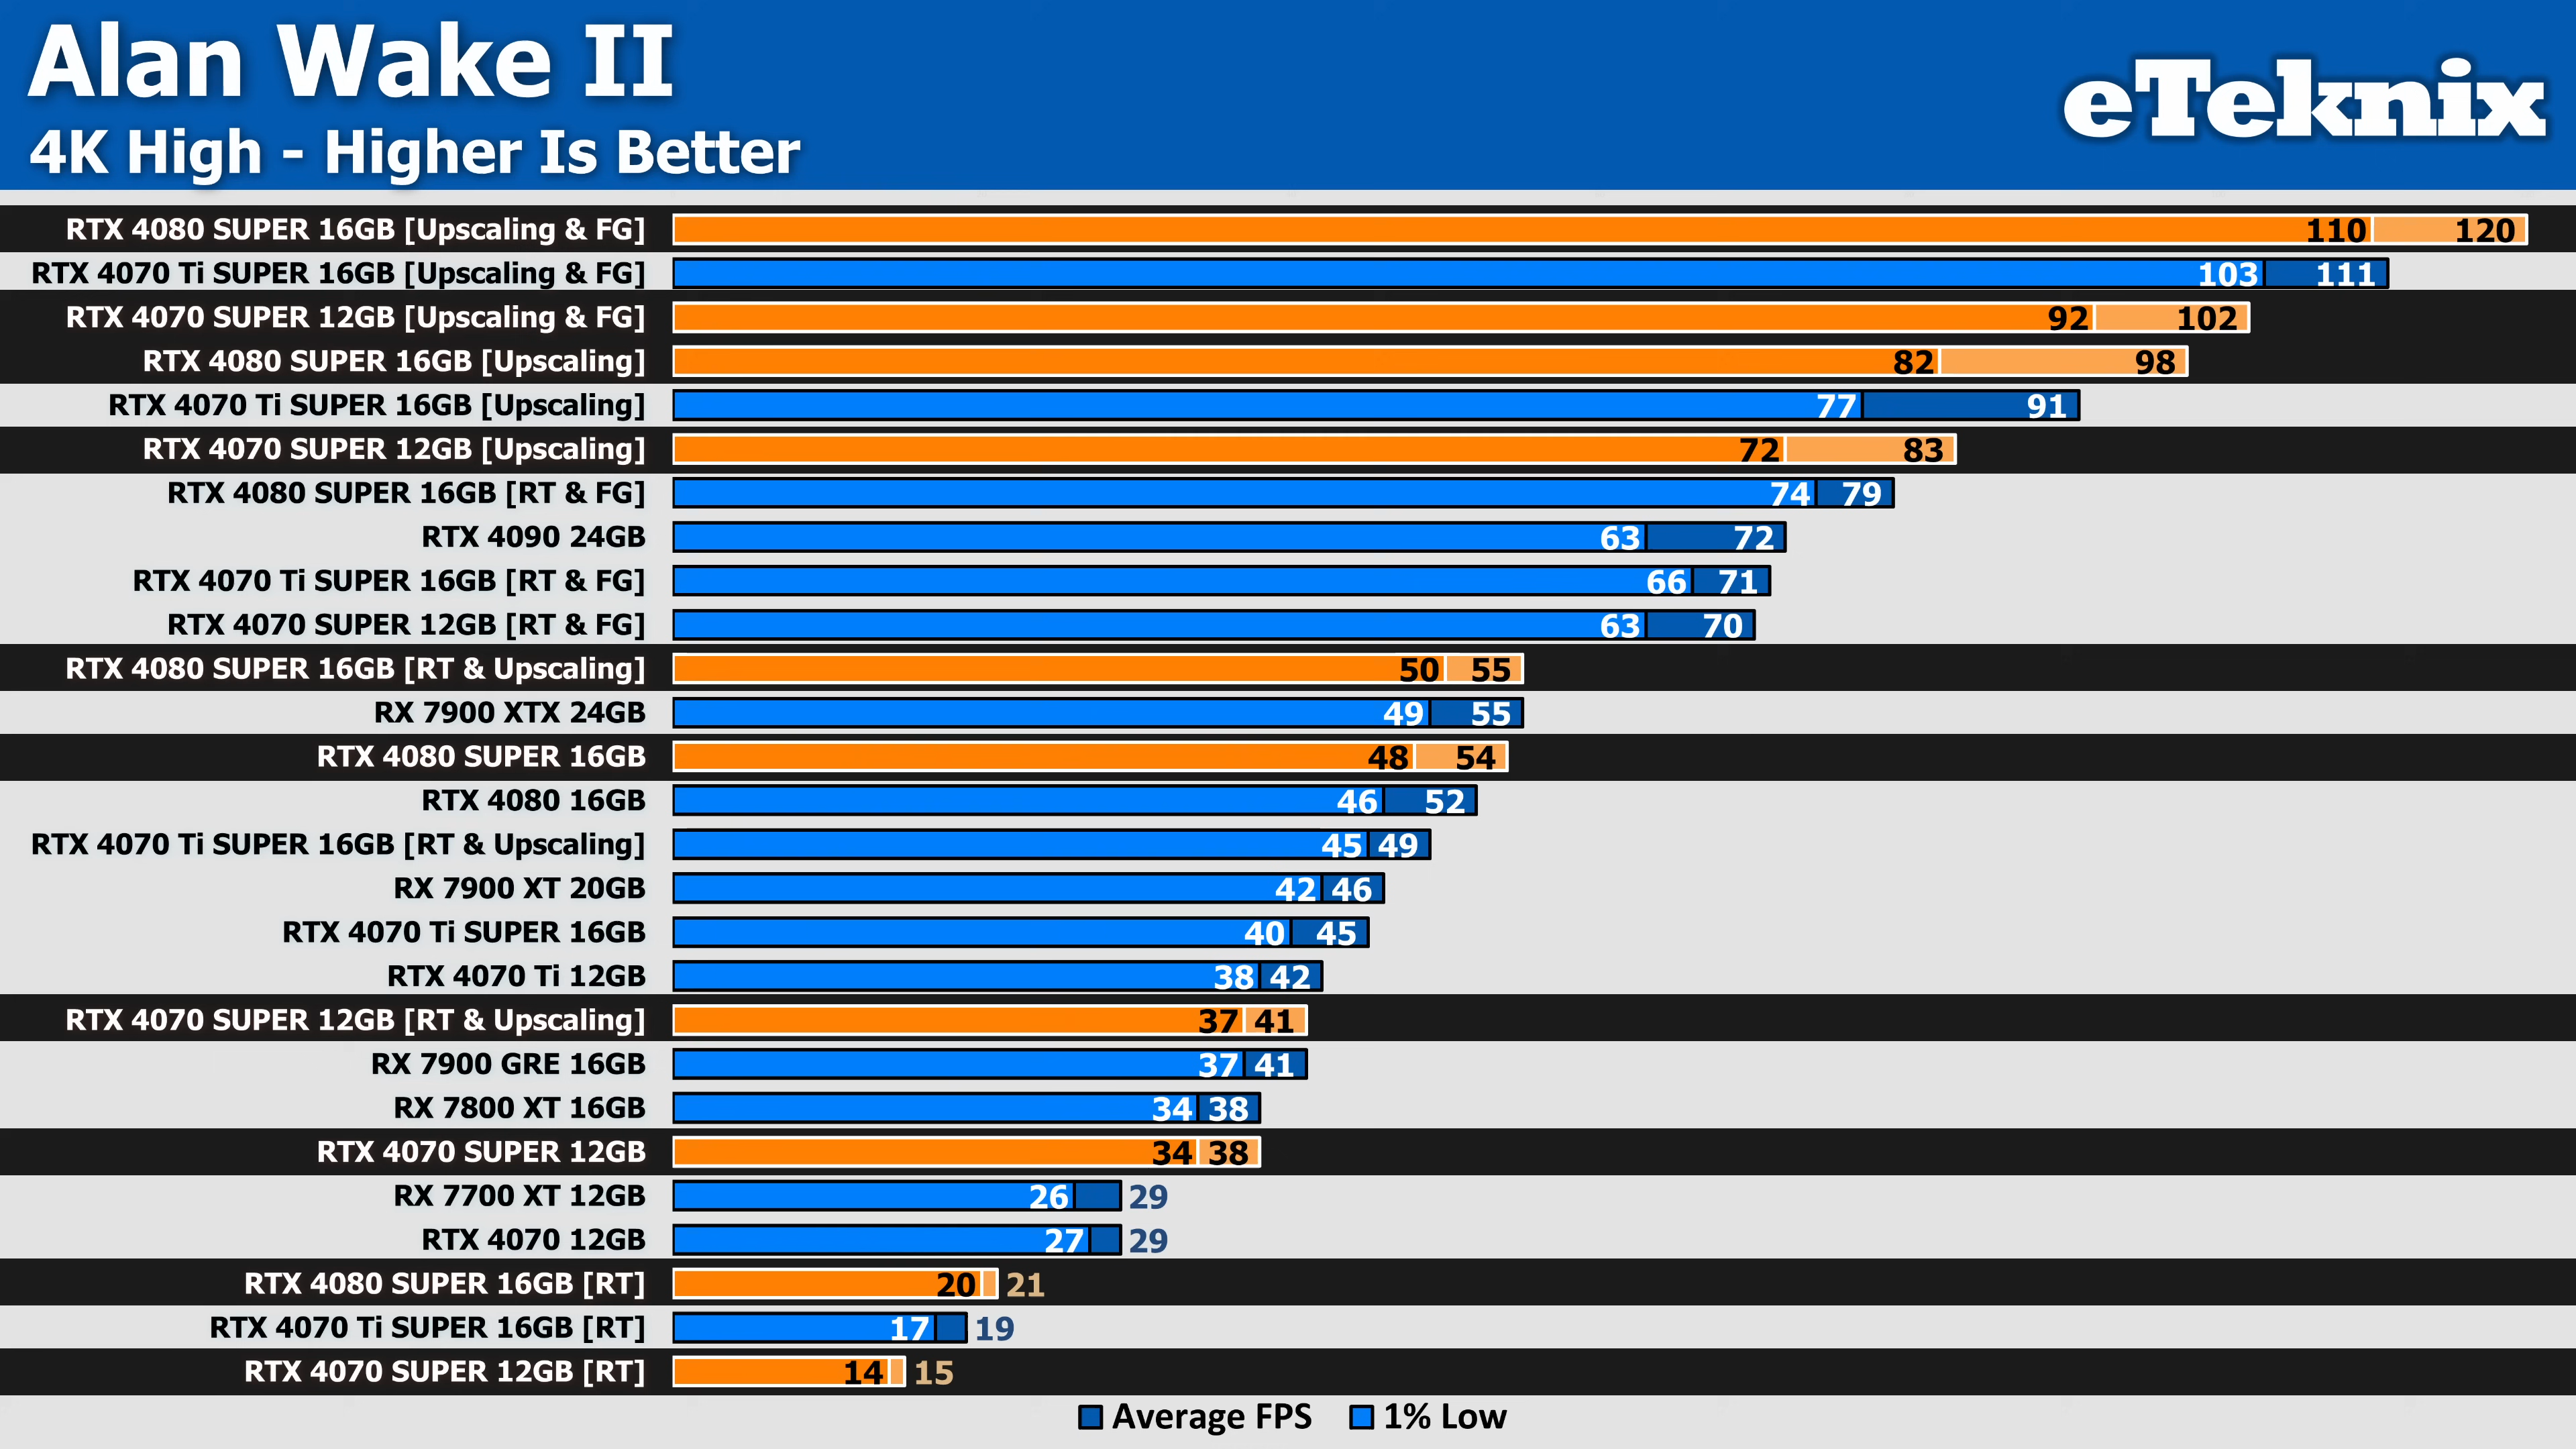 Alan Wake II
eTeknix
4K High - Higher Is Better
RTX 4080 SUPER 16GB [Upscaling & FG] 110 120
RTX 4070 Ti SUPER 16GB [Upscaling & FG] 103 111
RTX 4070 SUPER 12GB [Upscaling & FG] 92 102
RTX 4080 SUPER 16GB [Upscaling] 82 98
RTX 4070 Ti SUPER 16GB [Upscaling] 77 91
RTX 4070 SUPER 12GB [Upscaling] 72 83
RTX 4080 SUPER 16GB [RT & FG] 74 79
RTX 4090 24GB 63 72
RTX 4070 Ti SUPER 16GB [RT & FG] 66 71
RTX 4070 SUPER 12GB [RT & FG] 63 70
RTX 4080 SUPER 16GB [RT & Upscaling] 50 55
RX 7900 XTX 24GB 49 55
RTX 4080 SUPER 16GB 48 54
RTX 4080 16GB 46 52
RTX 4070 Ti SUPER 16GB [RT & Upscaling] 45 49
RX 7900 XT 20GB 42 46
RTX 4070 Ti SUPER 16GB 40 45
RTX 4070 Ti 12GB 38 42
RTX 4070 SUPER 12GB [RT & Upscaling] 37 41
RX 7900 GRE 16GB 37 41
RX 7800 XT 16GB 34 38
RTX 4070 SUPER 12GB 34 38
RX 7700 XT 12GB 26 29
RTX 4070 12GB 27 29
RTX 4080 SUPER 16GB [RT] 20 21
RTX 4070 Ti SUPER 16GB [RT] 17 19
RTX 4070 SUPER 12GB [RT] 14 15
Average FPS 1% Low